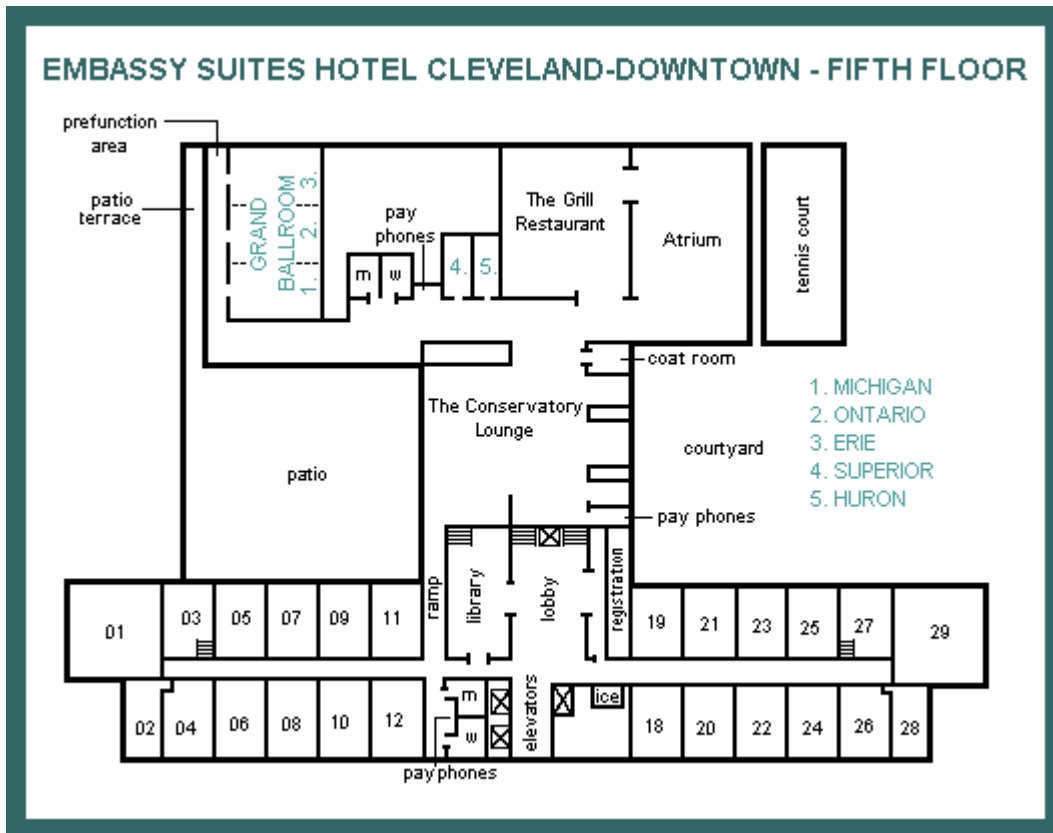 EMBASSY SUITES HOTEL CLEVELAND-DOWNTOWN - FIFTH FLOOR
prefunction
area
patio
terrace
GRAND
BALLROOM
1. 2. 3.
pay
phones
m
w
4.
5.
The Grill
Restaurant
Atrium
tennis court
coat room
The Conservatory
Lounge
patio
courtyard
1. MICHIGAN
2. ONTARIO
3. ERIE
4. SUPERIOR
5. HURON
pay phones
ramp
library
lobby
registration
01
03
05
07
09
11
19
21
23
25
27
29
02
04
06
08
10
12
m
w
elevators
ice
18
20
22
24
26
28
pay phones